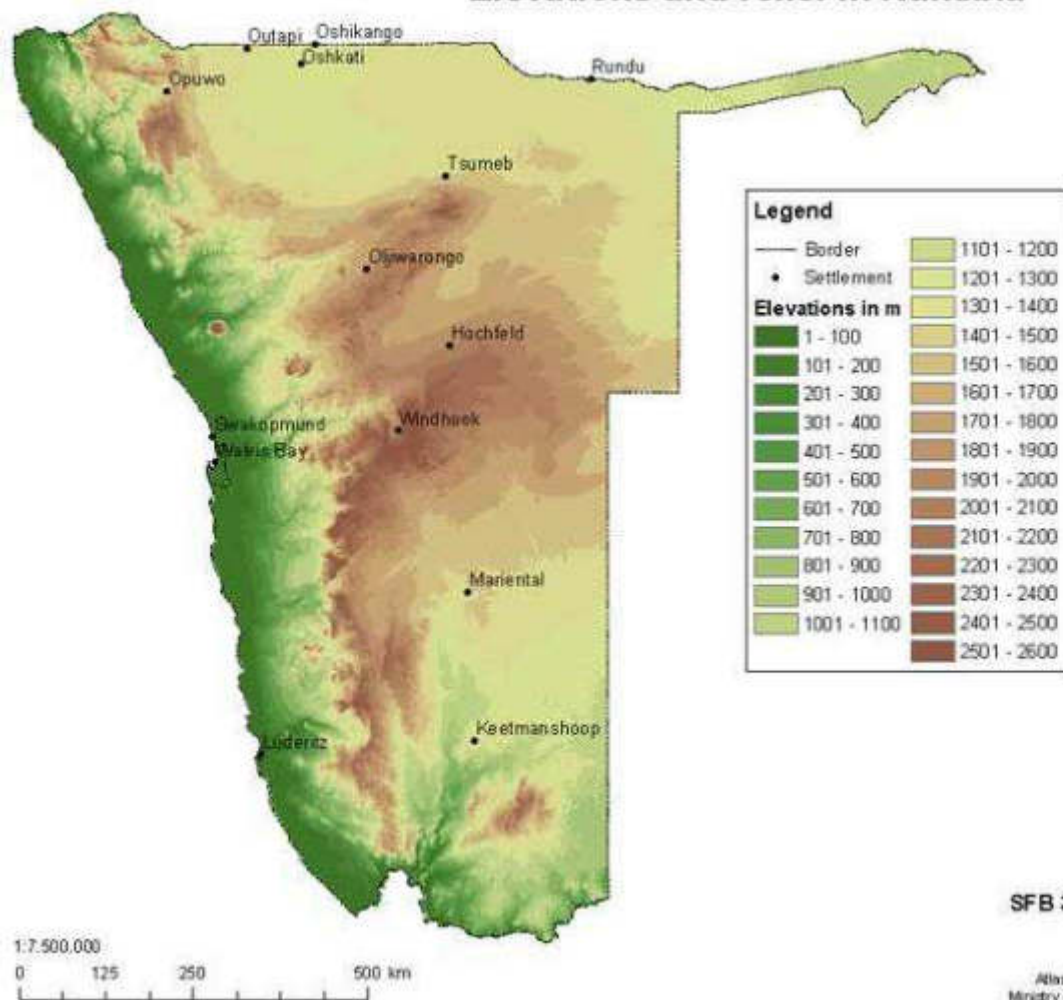 Outapi
Oshikango
Oshkati
Opuwo
Rundu
Tsumeb
Otjiwarongo
Hochfeld
Swakopmund
Walvis Bay
Windhoek
Mariental
Keetmanshoop
Lüderitz
Legend
Border
Settlement
Elevations in m
1 - 100
101 - 200
201 - 300
301 - 400
401 - 500
501 - 600
601 - 700
701 - 800
801 - 900
901 - 1000
1001 - 1100
1101 - 1200
1201 - 1300
1301 - 1400
1401 - 1500
1501 - 1600
1601 - 1700
1701 - 1800
1801 - 1900
1901 - 2000
2001 - 2100
2101 - 2200
2201 - 2300
2301 - 2400
2401 - 2500
2501 - 2600
SFB
1:7.500.000
0 125 250 500 km